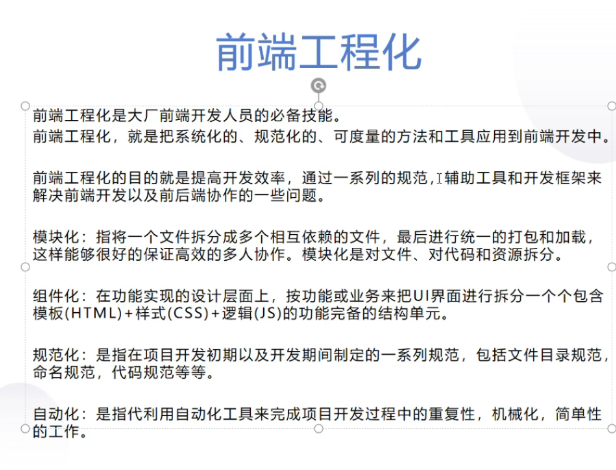 前端工程化
前端工程化是大厂前端开发人员的必备技能。
前端工程化，就是把系统化的、规范化的、可度量的方法和工具应用到前端开发中。
前端工程化的目的就是提高开发效率，通过一系列的规范，辅助工具和开发框架来
解决前端开发以及前后端协作的一些问题。
模块化：指将一个文件拆分成多个相互依赖的文件，最后进行统一的打包和加载，
这样能够很好的保证高效的多人协作。模块化是对文件、对代码和资源拆分。
组件化：在功能实现的设计层面上，按功能或业务来把UI界面进行拆分一个个包含
模板(HTML)+样式(CSS)+逻辑(JS)的功能完备的结构单元。
规范化：是指在项目开发初期以及开发期间制定的一系列规范，包括文件目录规范，
命名规范，代码规范等等。
自动化：是指代利用自动化工具来完成项目开发过程中的重复性，机械化，简单性
的工作。